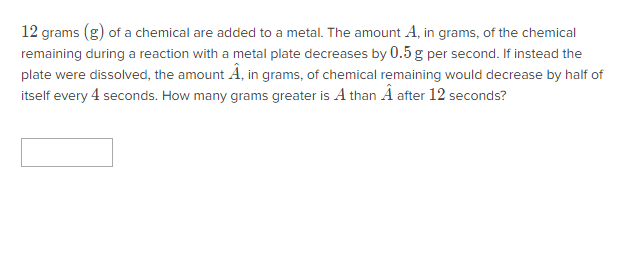 12 grams (g) of a chemical are added to a metal. The amount A, in grams, of the chemical
remaining during a reaction with a metal plate decreases by 0.5 g per second. If instead the
plate were dissolved, the amount Â, in grams, of chemical remaining would decrease by half of
itself every 4 seconds. How many grams greater is A than Â after 12 seconds?